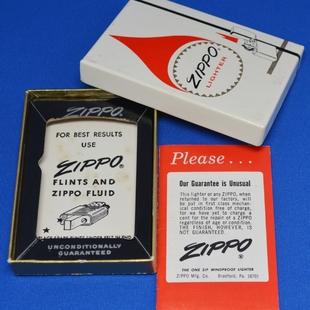 ZIPPO
LIGHTER
ZIPPO
FOR BEST RESULTS
USE
ZIPPO
FLINTS AND
ZIPPO FLUID
UNCONDITIONALLY
GUARANTEED
Please...
Our Guarantee is Unusual
This lighter or any ZIPPO, when
returned to our factory, will
be put in first class mechan-
ical condition free of charge,
for we have yet to charge a
cent for the repair of a ZIPPO
regardless of age or condition.
THE FINISH, HOWEVER, IS
NOT GUARANTEED.
ZIPPO
THE ONE ZIP WINDPROOF LIGHTER
ZIPPO Mfg. Co. Bradford, Pa. 16701